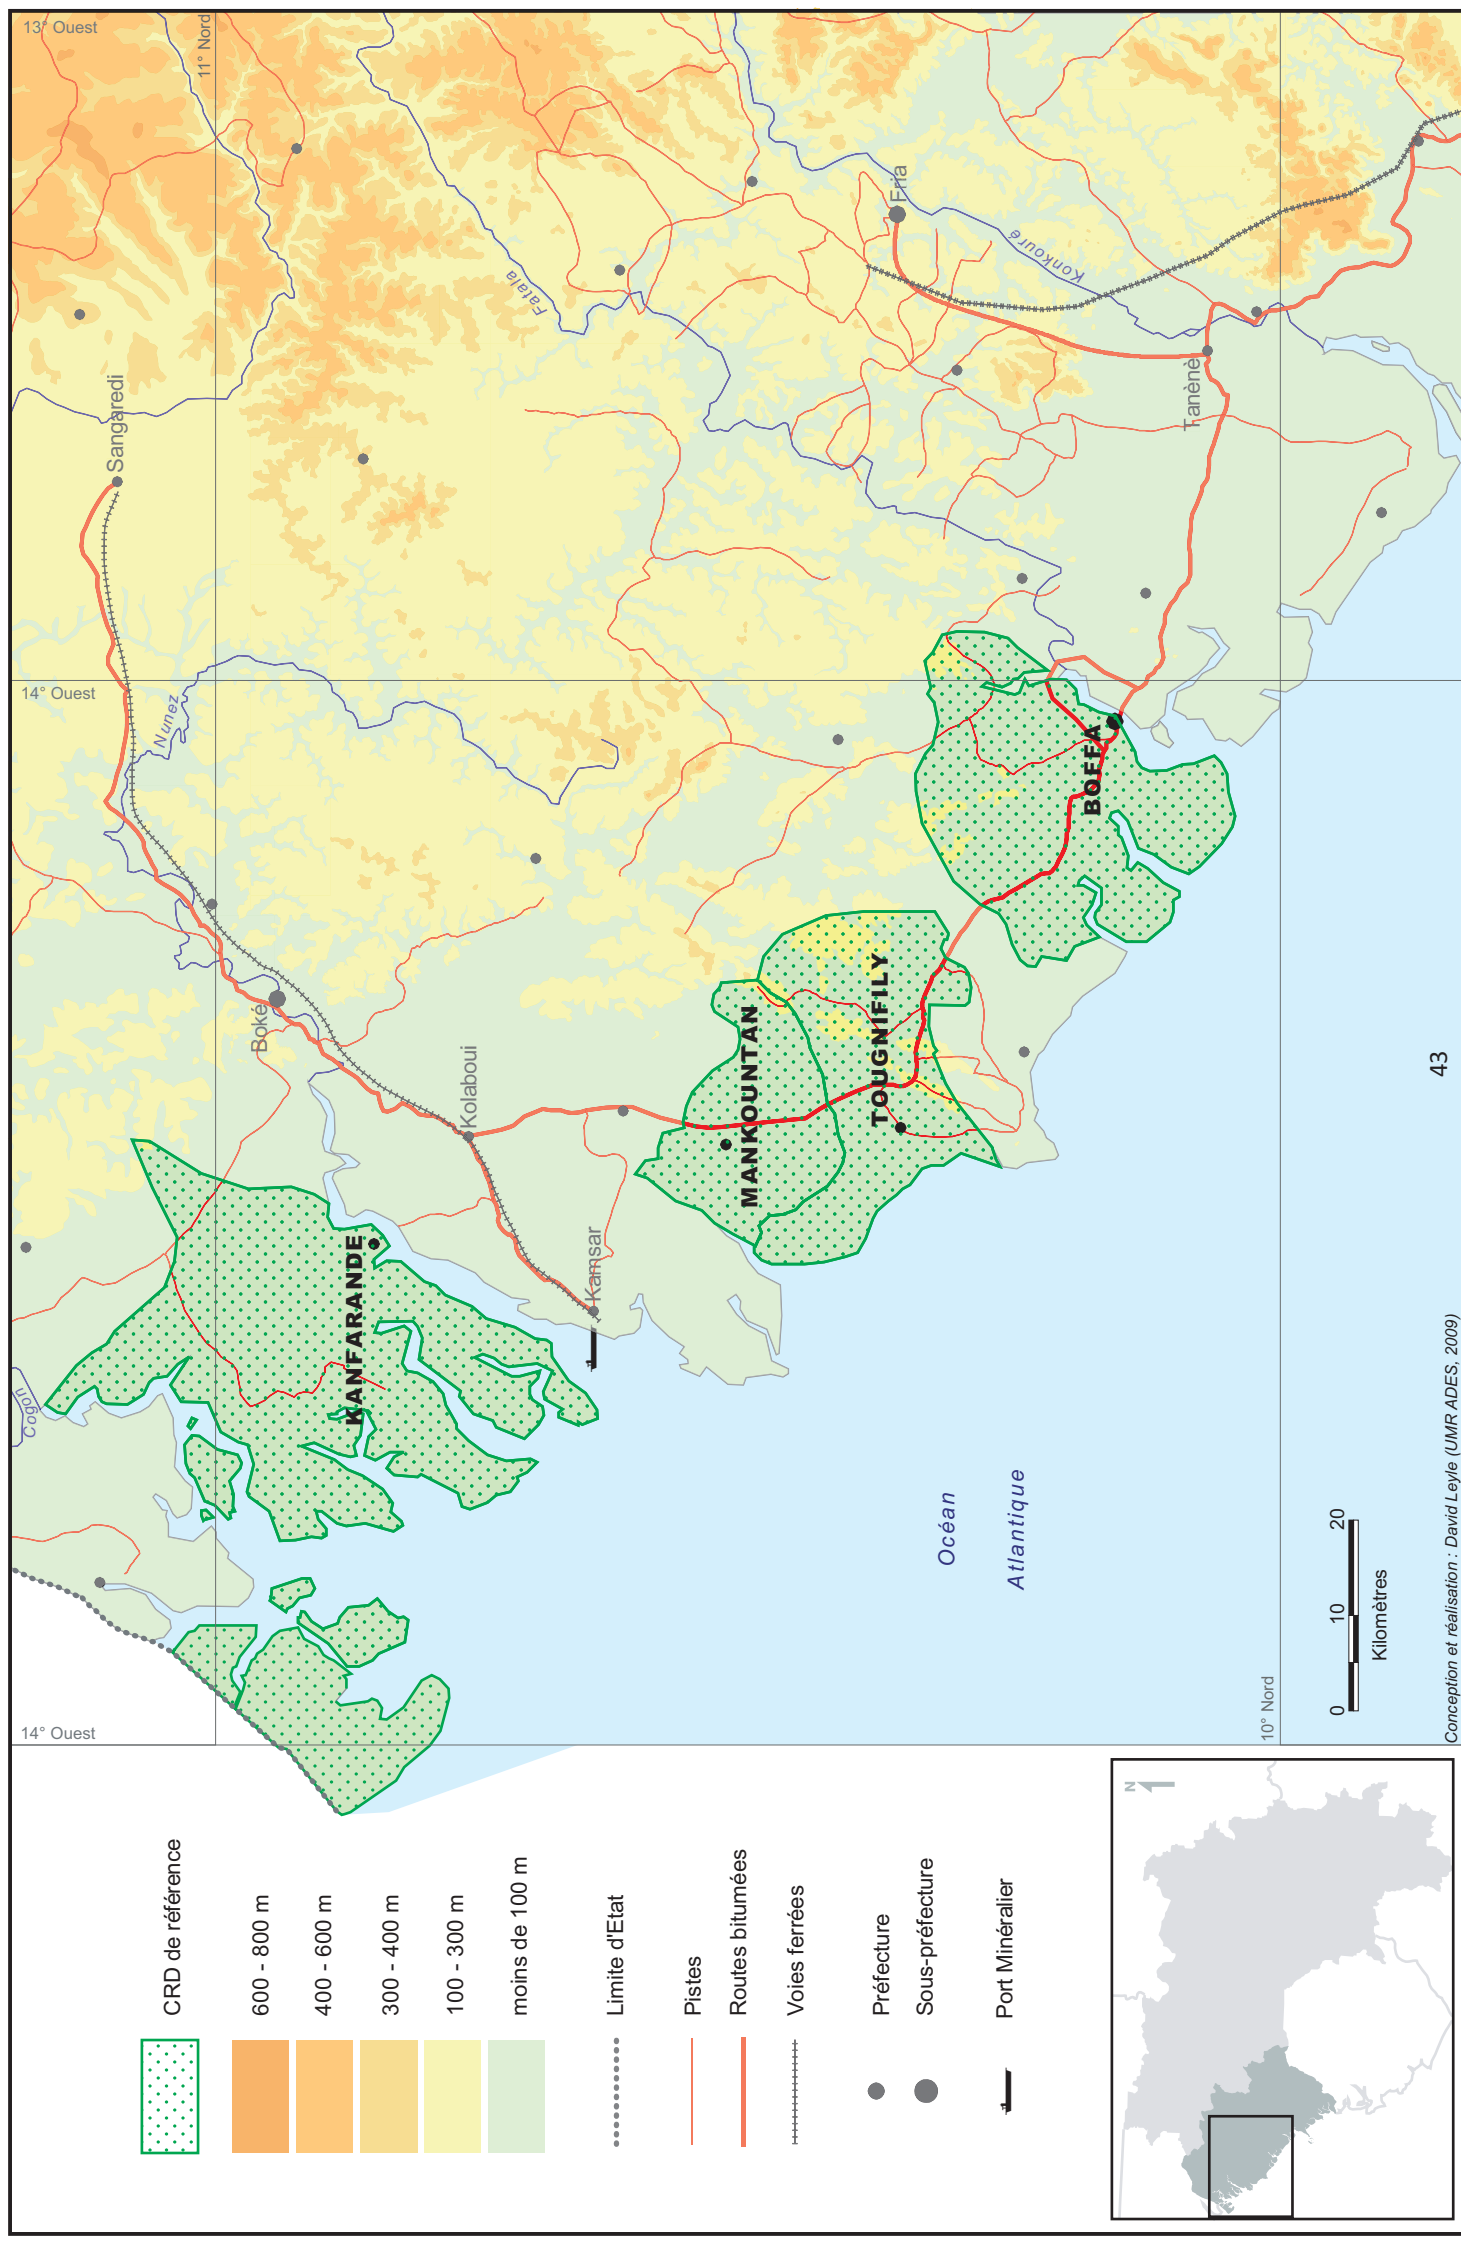 13° Ouest
11° Nord
Sangaredi
Fatala
Fria
Konkouré
Tanènè
14° Ouest
Nunez
BOFFA
Boké
Kolaboui
MANKOUNTAN
TOUGNIFILY
KANFARANDE
Kamsar
Cogon
Océan
Atlantique
14° Ouest
10° Nord
0 10 20
Kilomètres
Conception et réalisation : David Leyle (UMR ADES, 2009)
43
CRD de référence
600 - 800 m
400 - 600 m
300 - 400 m
100 - 300 m
moins de 100 m
Limite d'Etat
Pistes
Routes bitumées
Voies ferrées
Préfecture
Sous-préfecture
Port Minéralier
N